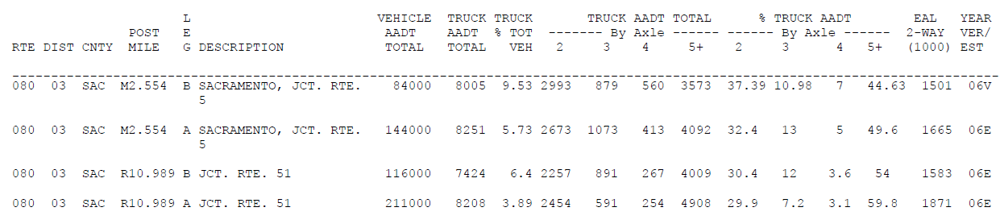 L VEHICLE TRUCK TRUCK TRUCK AADT TOTAL % TRUCK AADT EAL YEAR
POST E AADT AADT % TOT ------- By Axle ------ ------ By Axle ------ 2-WAY VER/
RTE DIST CNTY MILE G DESCRIPTION TOTAL TOTAL VEH 2 3 4 5+ 2 3 4 5+ (1000) EST
080 03 SAC M2.554 B SACRAMENTO, JCT. RTE. 84000 8005 9.53 2993 879 560 3573 37.39 10.98 7 44.63 1501 06V
5
080 03 SAC M2.554 A SACRAMENTO, JCT. RTE. 144000 8251 5.73 2673 1073 413 4092 32.4 13 5 49.6 1665 06E
5
080 03 SAC R10.989 B JCT. RTE. 51 116000 7424 6.4 2257 891 267 4009 30.4 12 3.6 54 1583 06E
080 03 SAC R10.989 A JCT. RTE. 51 211000 8208 3.89 2454 591 254 4908 29.9 7.2 3.1 59.8 1871 06E